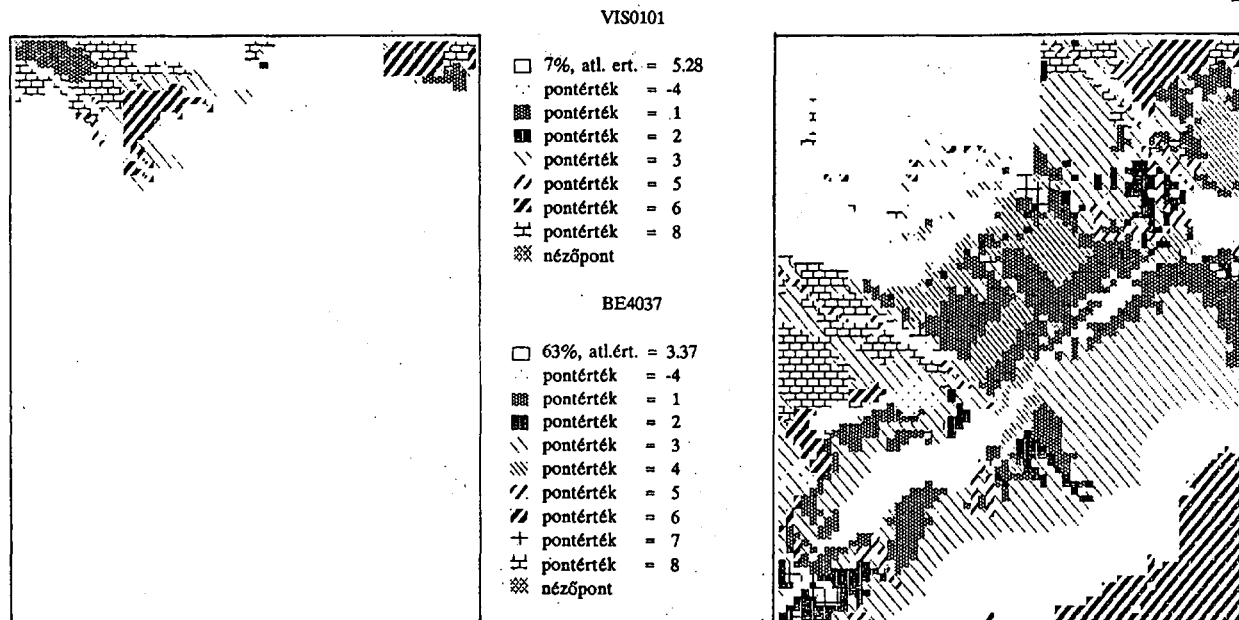 VIS0101
7%, atl. ert. = 5.28
pontérték = -4
pontérték = 1
pontérték = 2
pontérték = 3
pontérték = 5
pontérték = 6
pontérték = 8
nézőpont
BE4037
63%, atl.ért. = 3.37
pontérték = -4
pontérték = 1
pontérték = 2
pontérték = 3
pontérték = 4
pontérték = 5
pontérték = 6
pontérték = 7
pontérték = 8
nézőpont